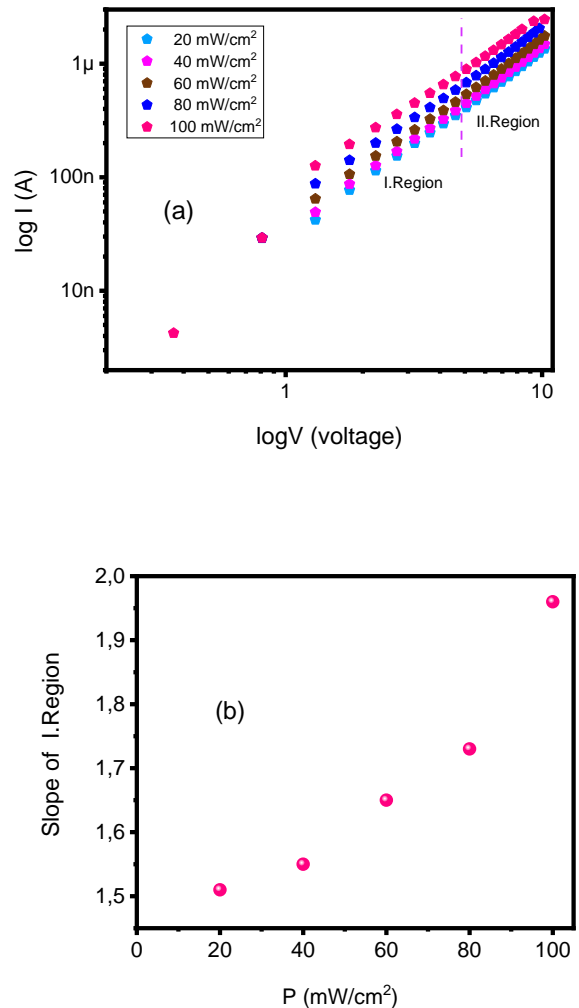 20 mW/cm²
40 mW/cm²
60 mW/cm²
80 mW/cm²
100 mW/cm²
1µ
100n
10n
log I (A)
(a)
I.Region
II.Region
1
10
logV (voltage)
2,0
1,9
1,8
1,7
1,6
1,5
Slope of I.Region
(b)
0
20
40
60
80
100
P (mW/cm²)